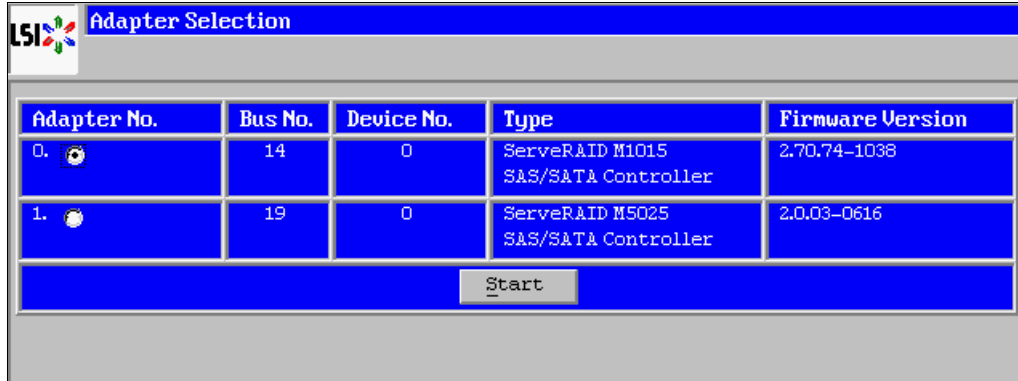 LSI
Adapter Selection
Adapter No. Bus No. Device No. Type Firmware Version
0. 14 0 ServeRAID M1015 2.70.74-1038
SAS/SATA Controller
1. 19 0 ServeRAID M5025 2.0.03-0616
SAS/SATA Controller
Start